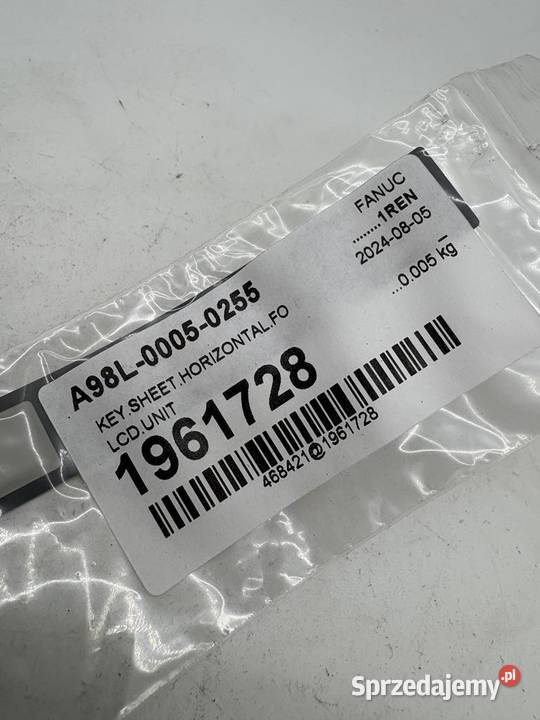 FANUC
........1REN
2024-08-05
...0.005 kg
A98L-0005-0255
KEY.SHEET.HORIZONTAL,FO
LCD.UNIT
1961728
468421@1961728
Sprzedajemy.pl